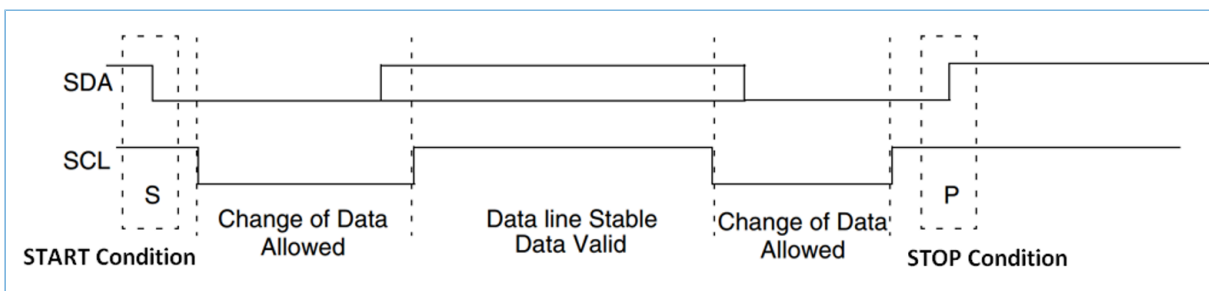 SDA
SCL
S
P
Change of Data
Allowed
Data line Stable
Data Valid
Change of Data
Allowed
START Condition
STOP Condition